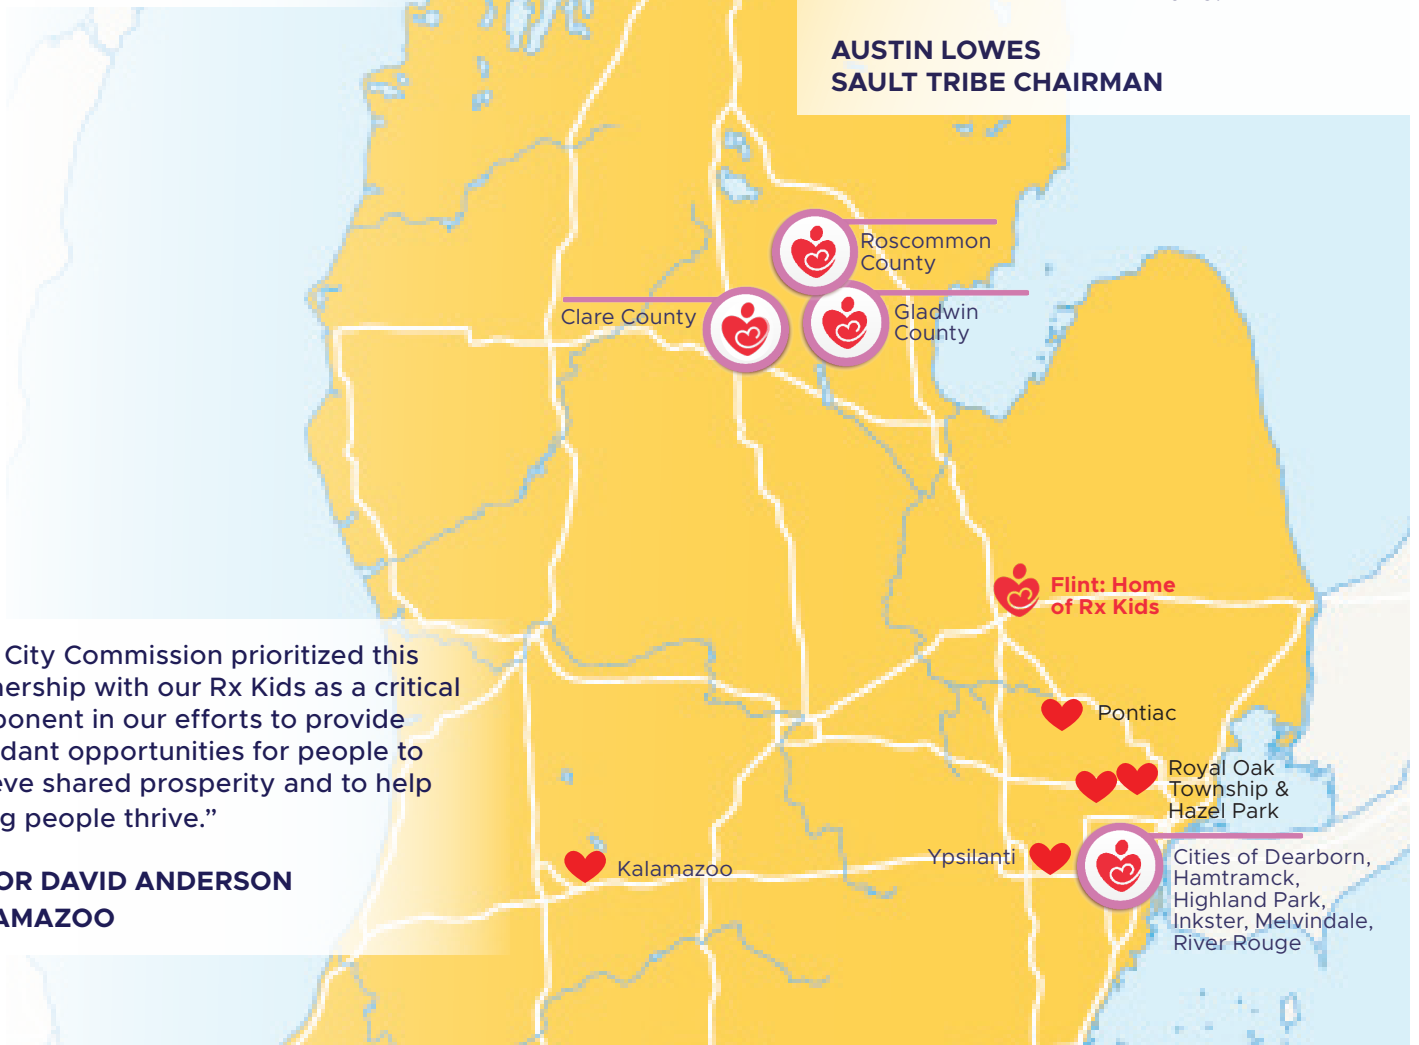 AUSTIN LOWES
SAULT TRIBE CHAIRMAN
Roscommon
County
Clare County
Gladwin
County
Flint: Home
of Rx Kids
City Commission prioritized this
nership with our Rx Kids as a critical
ponent in our efforts to provide
dant opportunities for people to
eve shared prosperity and to help
g people thrive.”
OR DAVID ANDERSON
AMAZOO
Pontiac
Royal Oak
Township &
Hazel Park
Ypsilanti
Kalamazoo
Cities of Dearborn,
Hamtramck,
Highland Park,
Inkster, Melvindale,
River Rouge